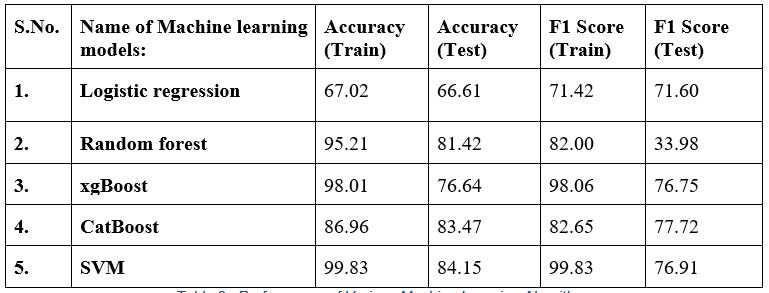 S.No. Name of Machine learning models: Accuracy (Train) Accuracy (Test) F1 Score (Train) F1 Score (Test)
1. Logistic regression 67.02 66.61 71.42 71.60
2. Random forest 95.21 81.42 82.00 33.98
3. xgBoost 98.01 76.64 98.06 76.75
4. CatBoost 86.96 83.47 82.65 77.72
5. SVM 99.83 84.15 99.83 76.91